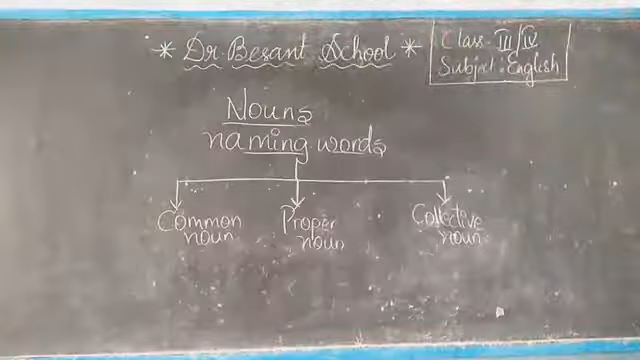 * Dr. Besant School *
Class - III/IV
Subject : English
Nouns
naming words
Common
noun
Proper
noun
Collective
noun